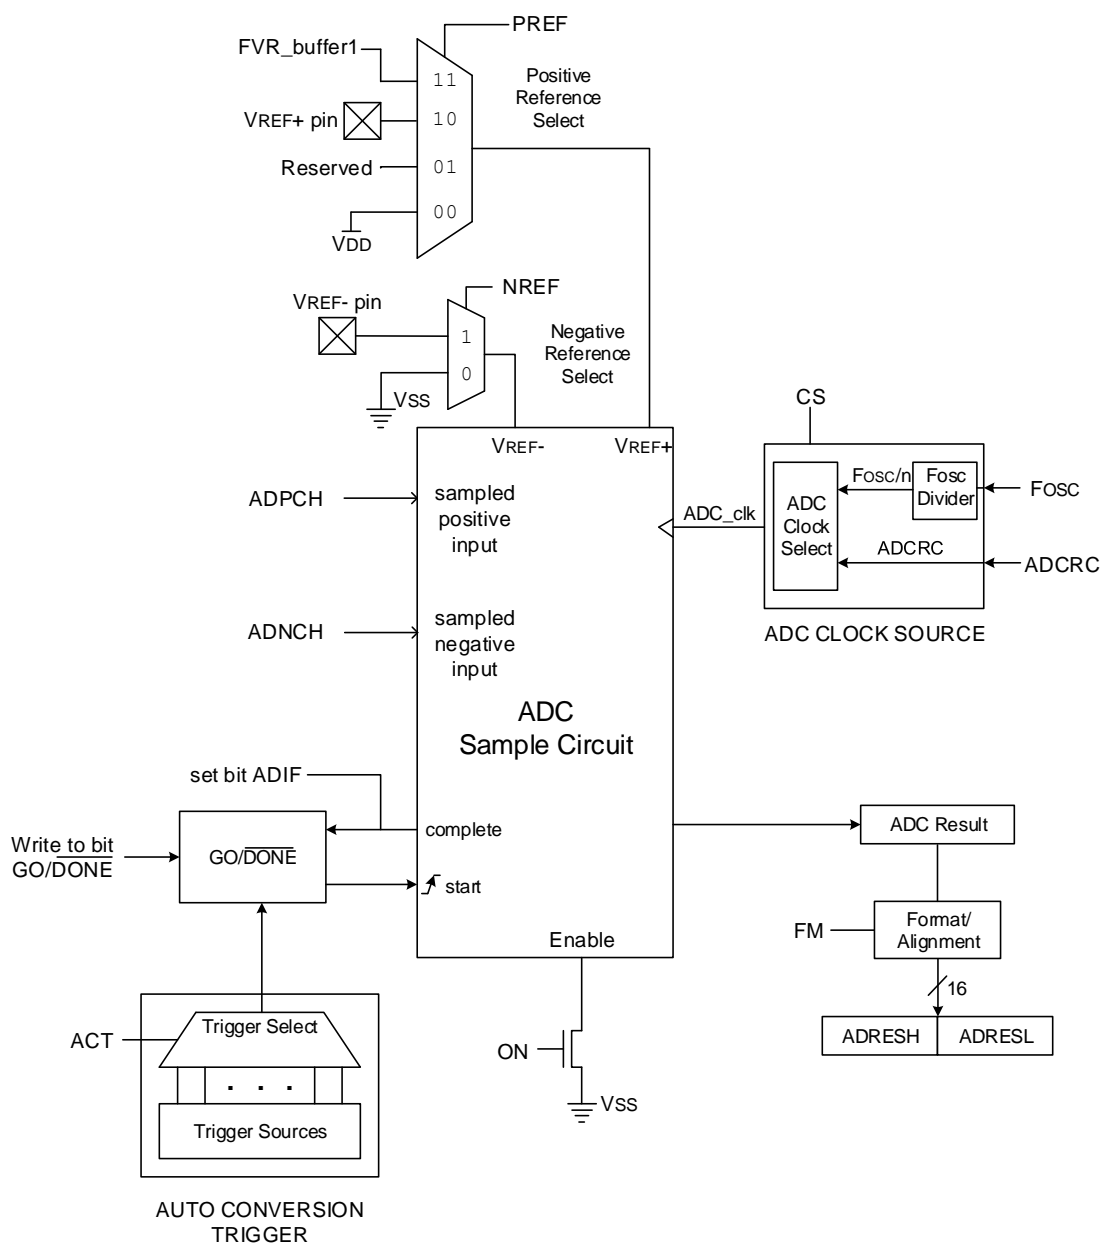 PREF
FVR_buffer1
11
Positive
Reference
Select
VREF+ pin
10
Reserved
01
00
VDD
NREF
VREF- pin
1
Negative
Reference
Select
0
VSS
CS
VREF-
VREF+
ADPCH
sampled
positive
input
ADC_clk
ADC
Clock
Select
FOSC/n
Fosc
Divider
FOSC
ADCRC
ADCRC
ADC CLOCK SOURCE
ADNCH
sampled
negative
input
ADC
Sample Circuit
set bit ADIF
complete
ADC Result
Write to bit
GO/DONE
GO/DONE
start
FM
Format/
Alignment
Enable
16
ADRESH
ADRESL
ACT
Trigger Select
. . .
Trigger Sources
ON
VSS
AUTO CONVERSION
TRIGGER